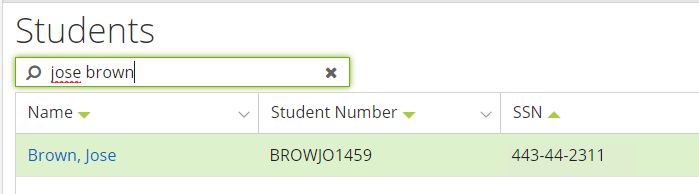 Students
jose brown
Name Student Number SSN
Brown, Jose BROWJO1459 443-44-2311